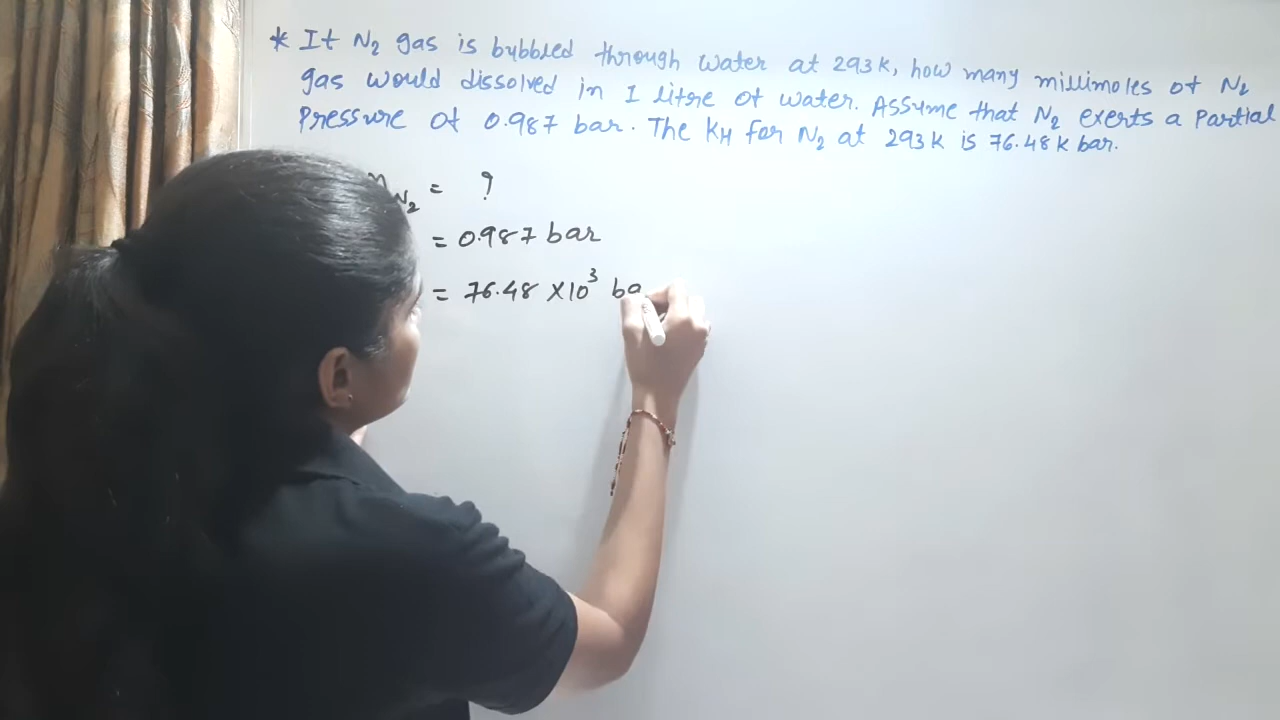 * If N₂ gas is bubbled through water at 293K, how many millimoles of N₂
gas would dissolved in 1 litre of water. Assume that N₂ exerts a partial
Pressure of 0.987 bar. The KH for N₂ at 293K is 76.48 k bar.
nN₂ = ?
= 0.987 bar
= 76.48 × 10³ ba